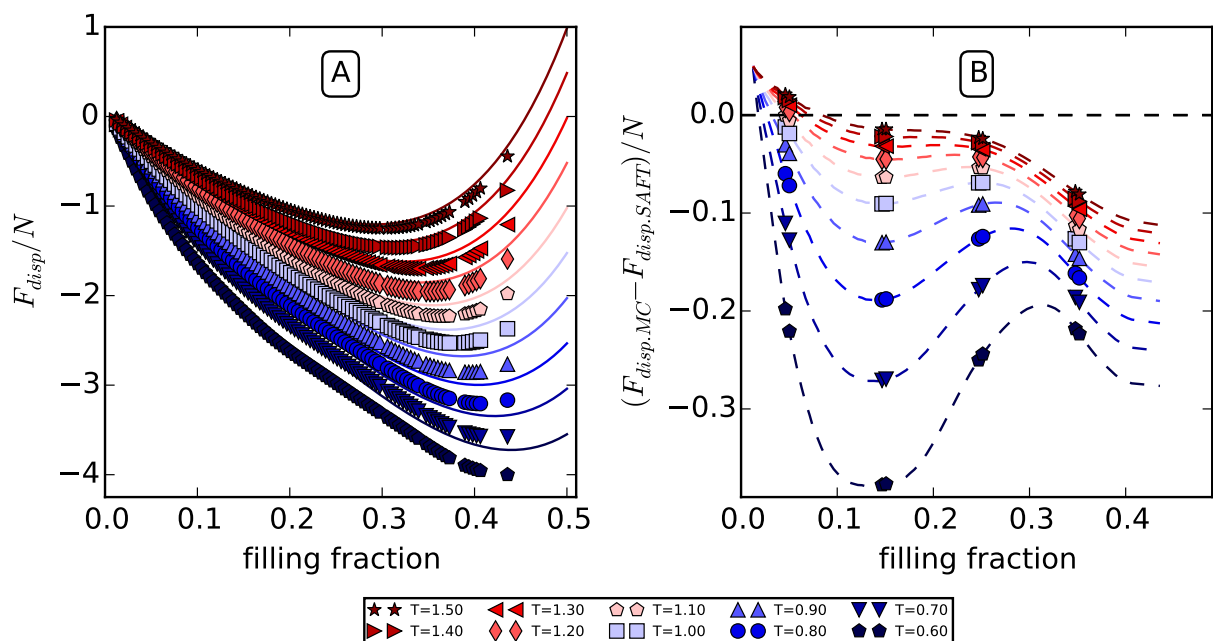 A
B
1
0
−1
−2
−3
−4
F_disp/N
0.0 0.1 0.2 0.3 0.4 0.5
filling fraction
0.0
−0.1
−0.2
−0.3
(F_disp.MC−F_disp.SAFT)/N
0.0 0.1 0.2 0.3 0.4
filling fraction
T=1.50 T=1.30 T=1.10 T=0.90 T=0.70
T=1.40 T=1.20 T=1.00 T=0.80 T=0.60